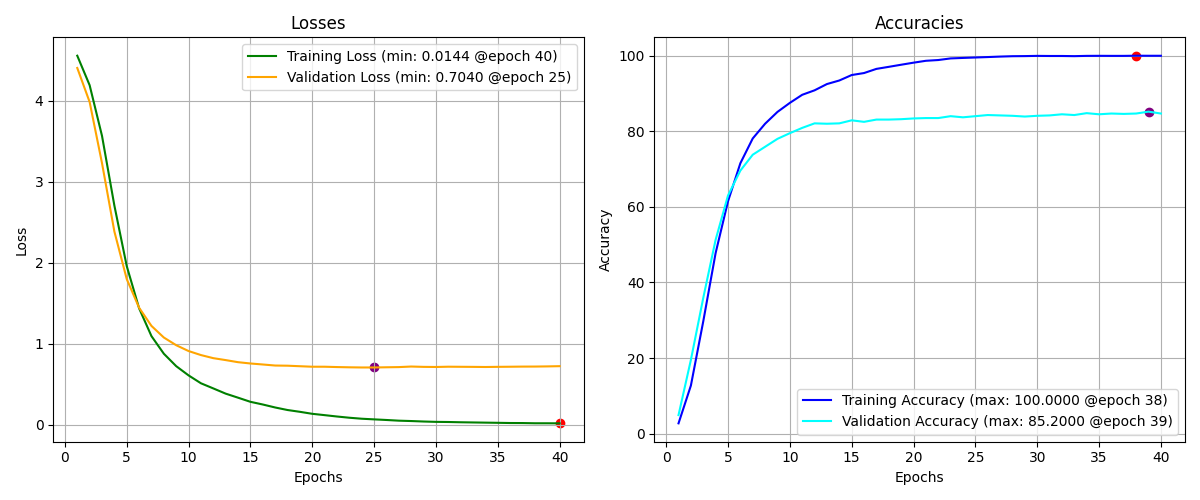 Losses
Training Loss (min: 0.0144 @epoch 40)
Validation Loss (min: 0.7040 @epoch 25)
Loss
4
3
2
1
0
0 5 10 15 20 25 30 35 40
Epochs
Accuracies
Accuracy
100
80
60
40
20
0
Training Accuracy (max: 100.0000 @epoch 38)
Validation Accuracy (max: 85.2000 @epoch 39)
0 5 10 15 20 25 30 35 40
Epochs